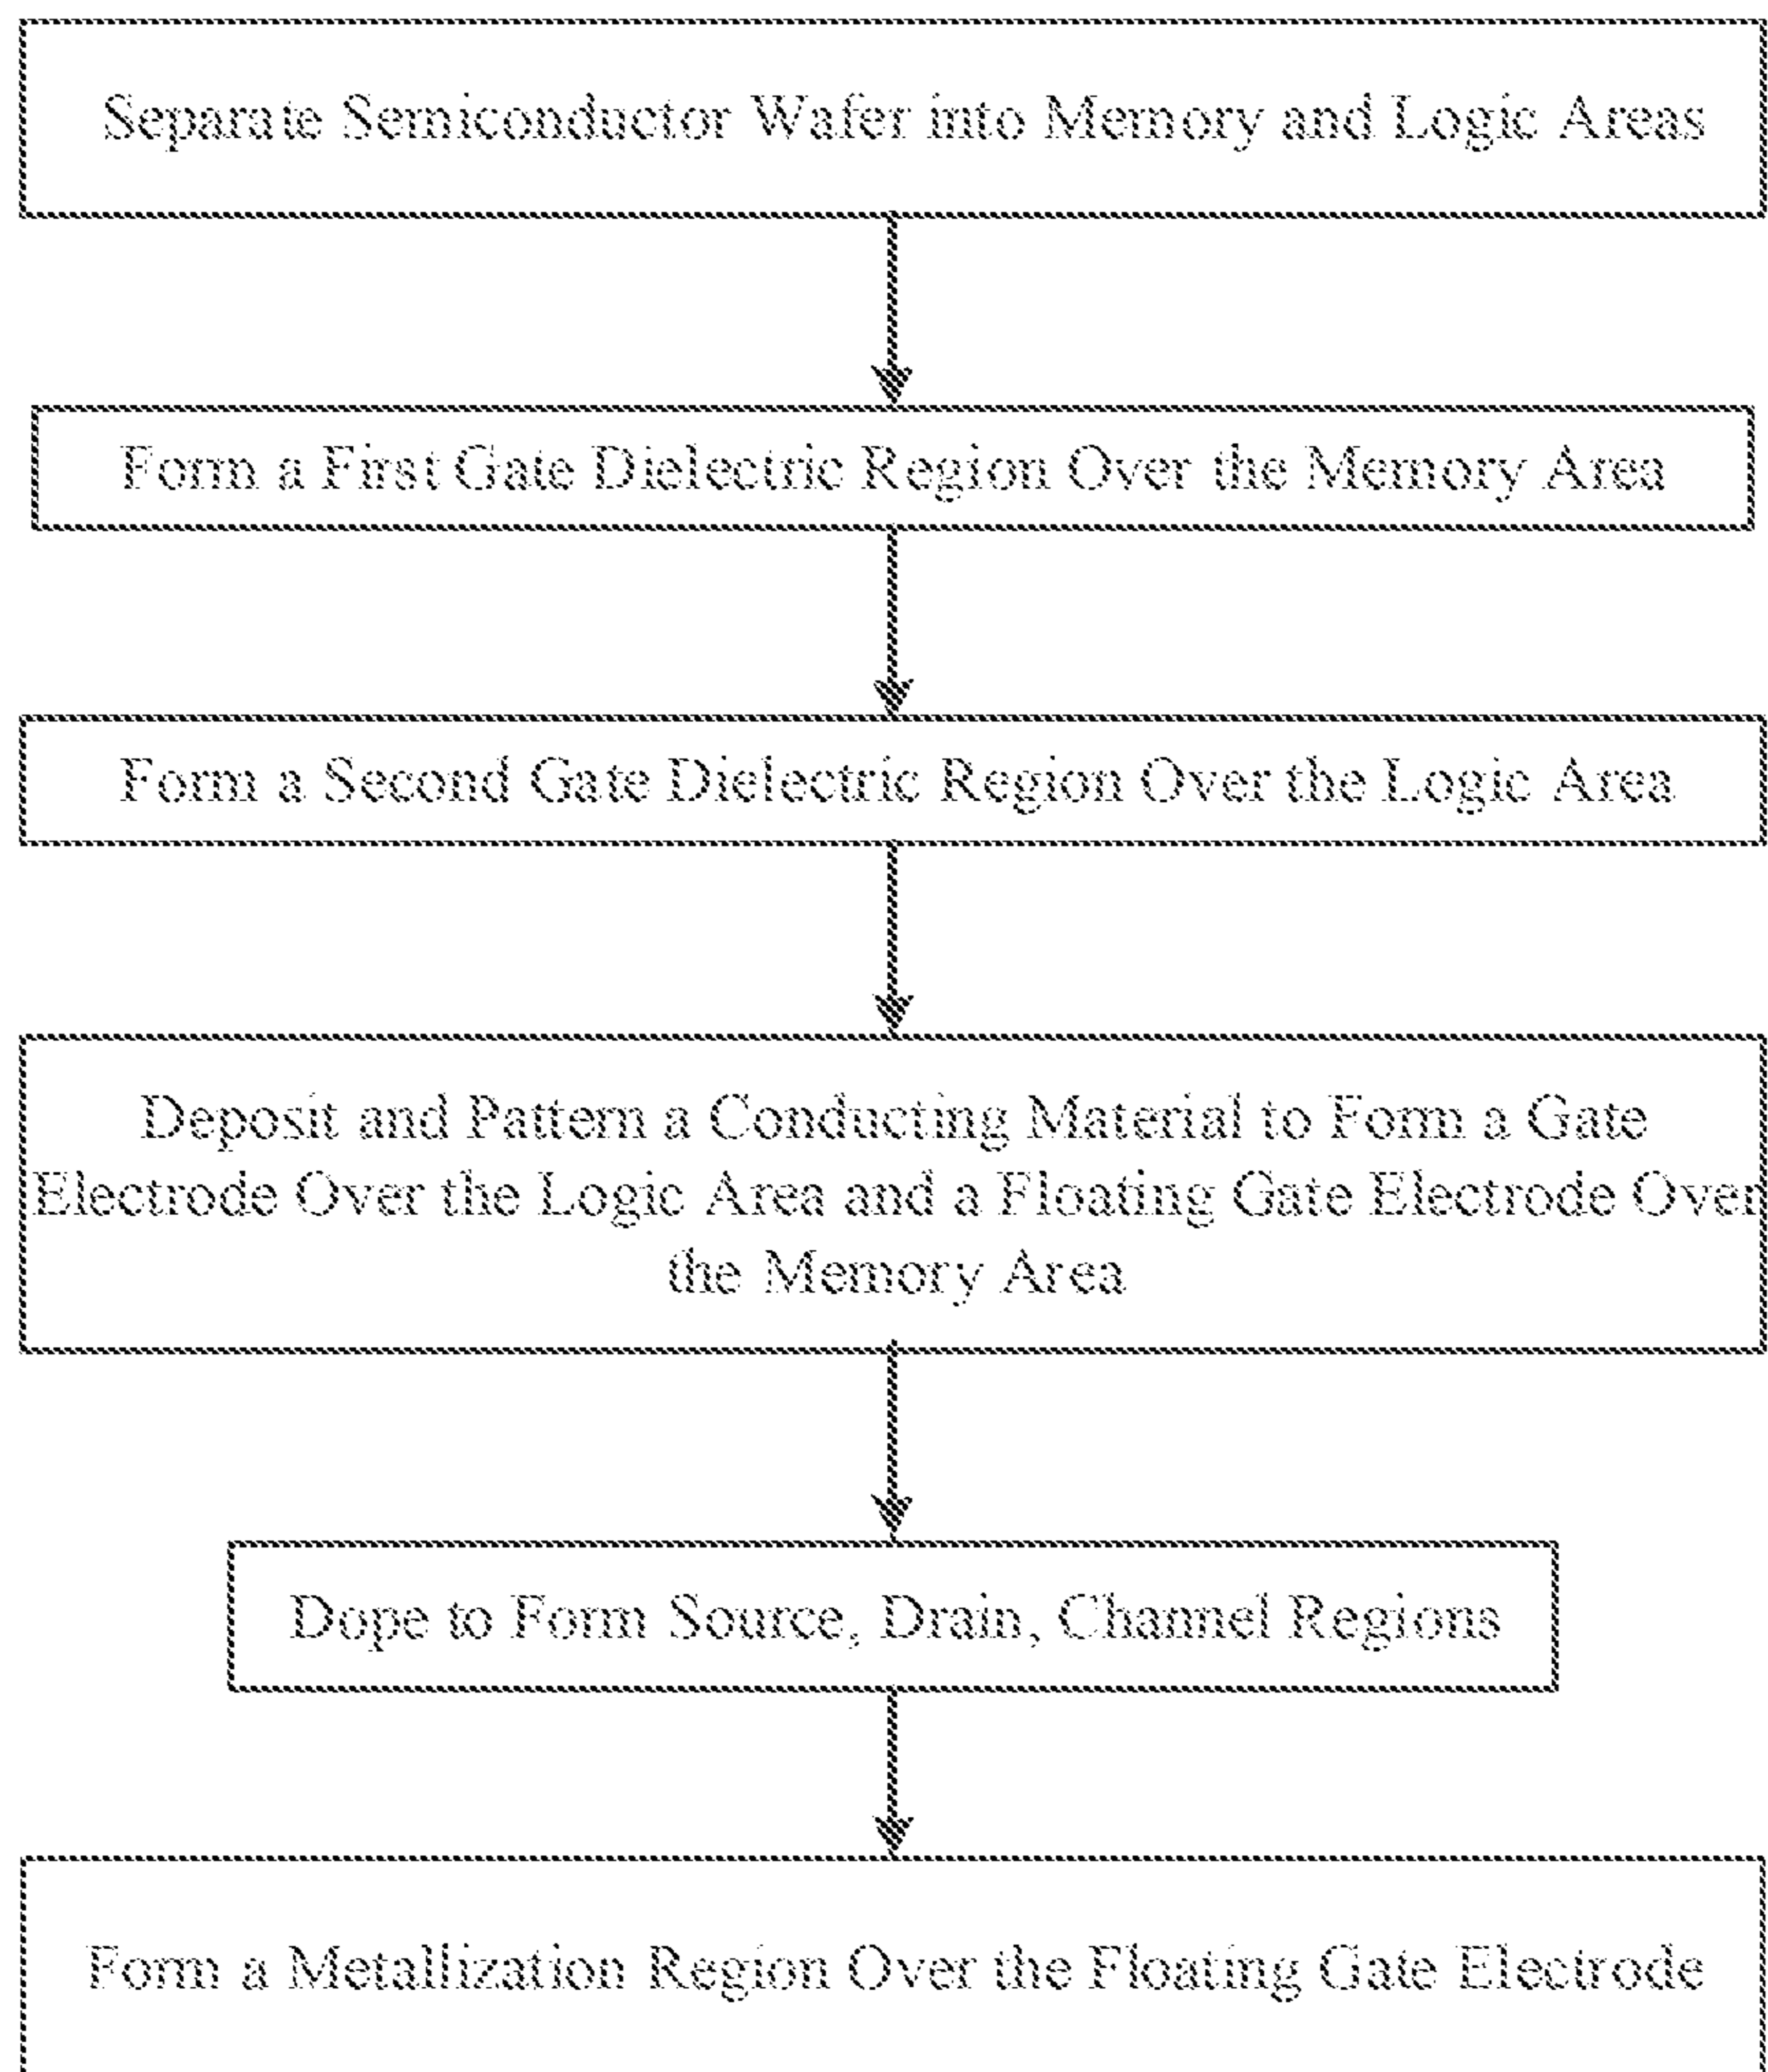 Separate Semiconductor Wafer into Memory and Logic Areas
Form a First Gate Dielectric Region Over the Memory Area
Form a Second Gate Dielectric Region Over the Logic Area
Deposit and Pattern a Conducting Material to Form a Gate
Electrode Over the Logic Area and a Floating Gate Electrode Over
the Memory Area
Dope to Form Source, Drain, Channel Regions
Form a Metallization Region Over the Floating Gate Electrode